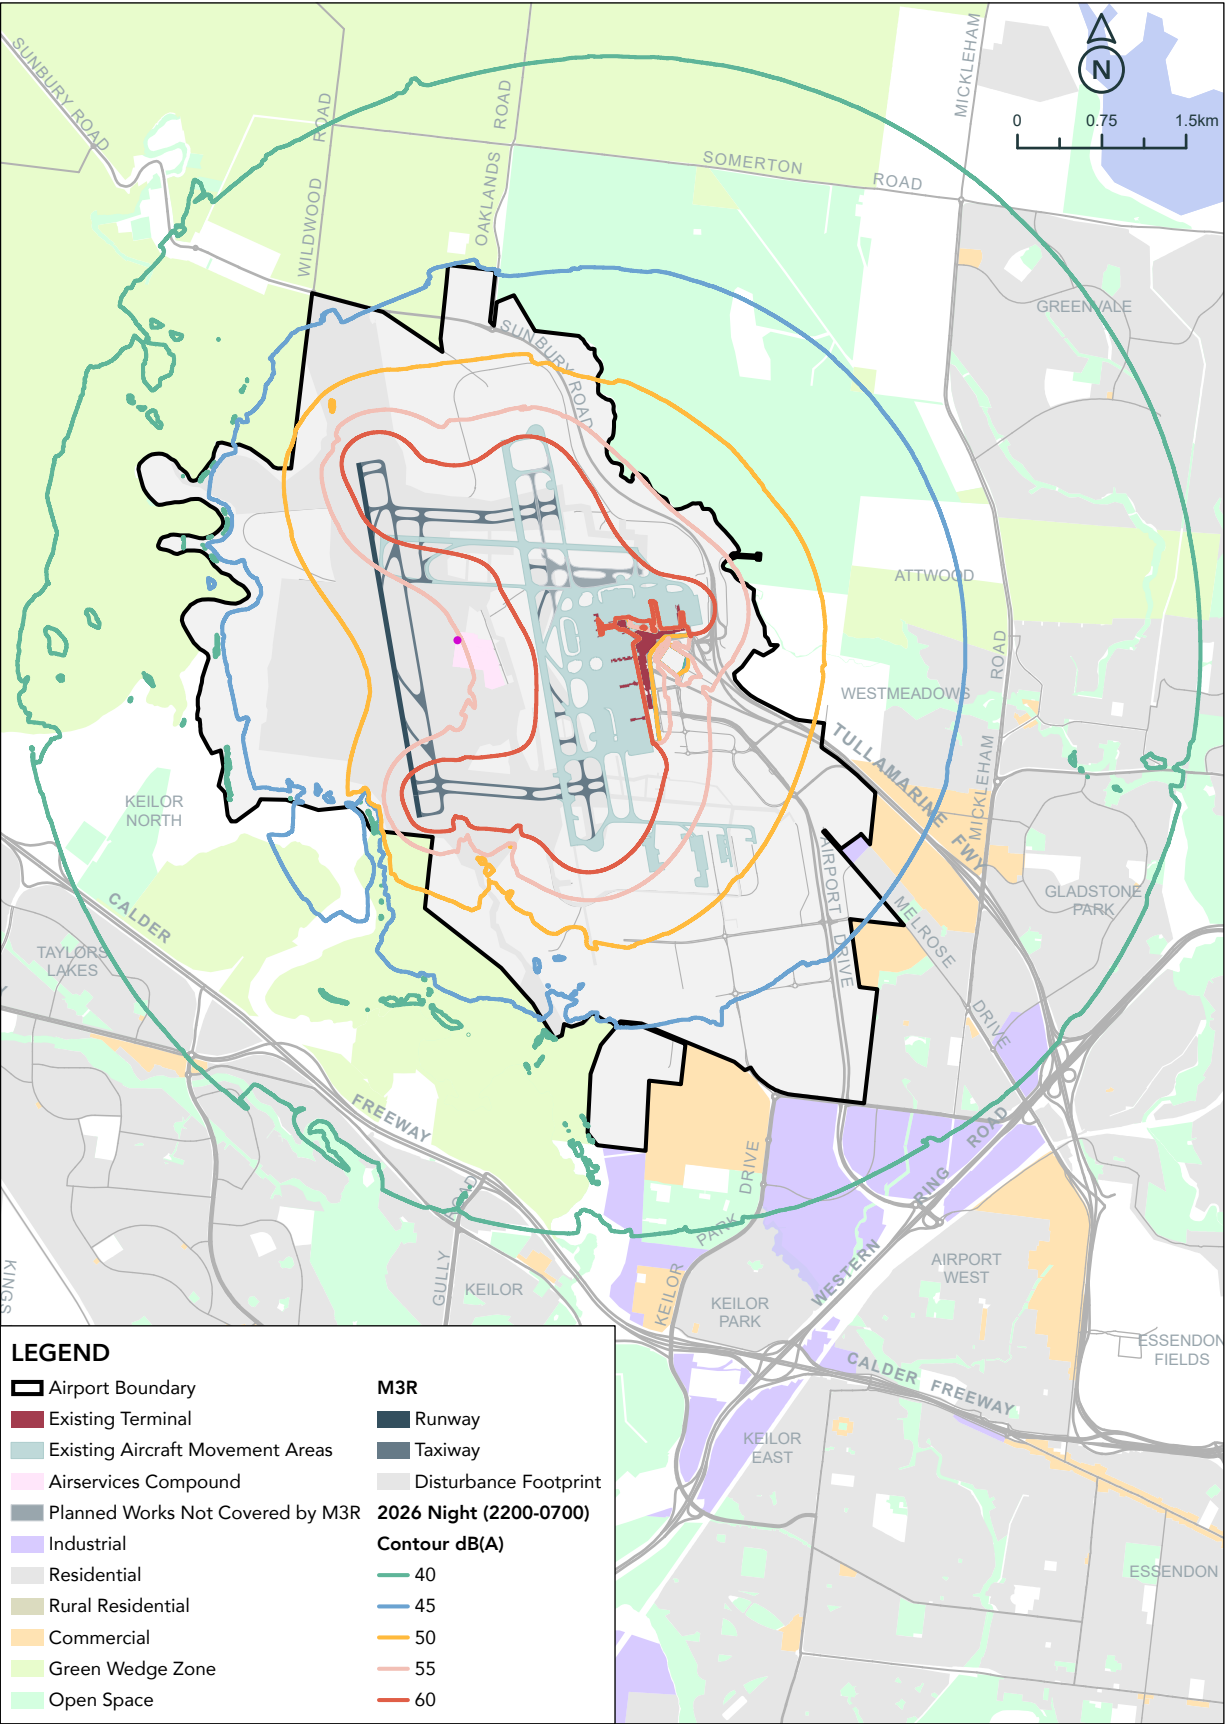 SUNBURY ROAD
WILDWOOD
ROAD
OAKLANDS
ROAD
MICKLEHAM
N
0
0.75
1.5km
SOMERTON
ROAD
GREENVALE
SUNBURY ROAD
ATTWOOD
WESTMEADOWS
ROAD
MICKLEHAM
TULLAMARINE
FWY
KEILOR
NORTH
CALDER
TAYLORS
LAKES
GLADSTONE
PARK
AIRPORT
DRIVE
MELROSE
DRIVE
FREEWAY
ROAD
GULLY
KEILOR
KINGS
DRIVE
PARK
KEILOR
KEILOR
PARK
WESTERN
RING
ROAD
AIRPORT
WEST
ESSENDON
FIELDS
CALDER
FREEWAY
KEILOR
EAST
ESSENDON
LEGEND
Airport Boundary
Existing Terminal
Existing Aircraft Movement Areas
Airservices Compound
Planned Works Not Covered by M3R
Industrial
Residential
Rural Residential
Commercial
Green Wedge Zone
Open Space
M3R
Runway
Taxiway
Disturbance Footprint
2026 Night (2200-0700)
Contour dB(A)
40
45
50
55
60